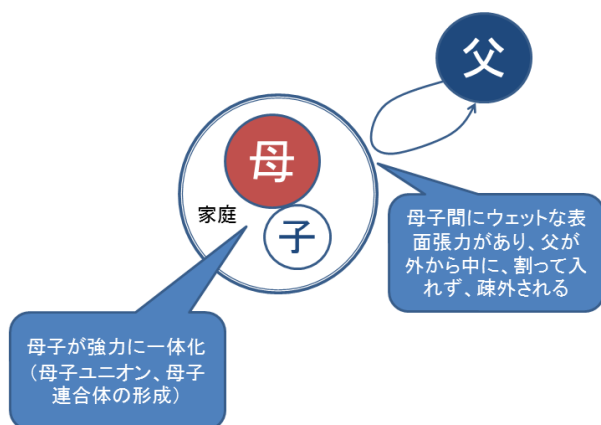 父
母
家庭
子
母子間にウェットな表
面張力があり、父が
外から中に、割って入
れず、疎外される
母子が強力に一体化
（母子ユニオン、母子
連合体の形成）